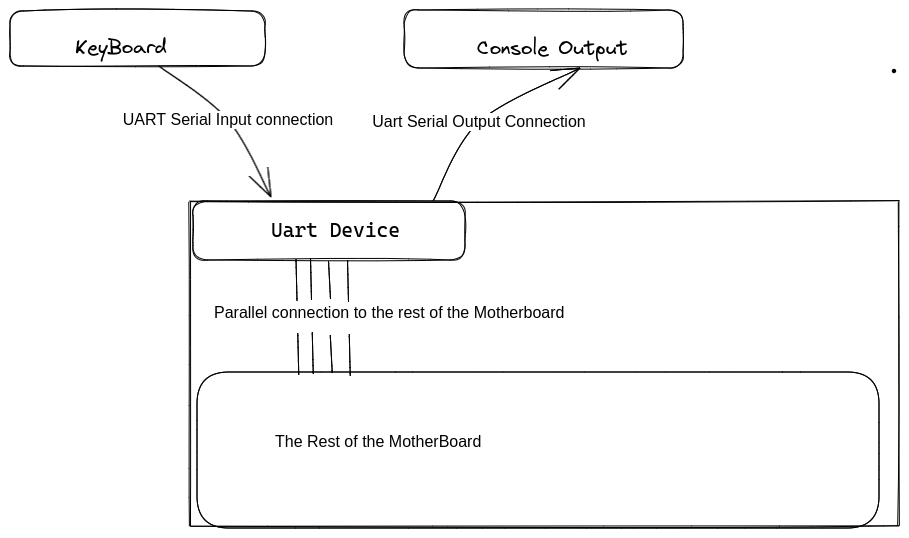 KeyBoard
Console Output
UART Serial Input connection
Uart Serial Output Connection
Uart Device
Parallel connection to the rest of the Motherboard
The Rest of the MotherBoard